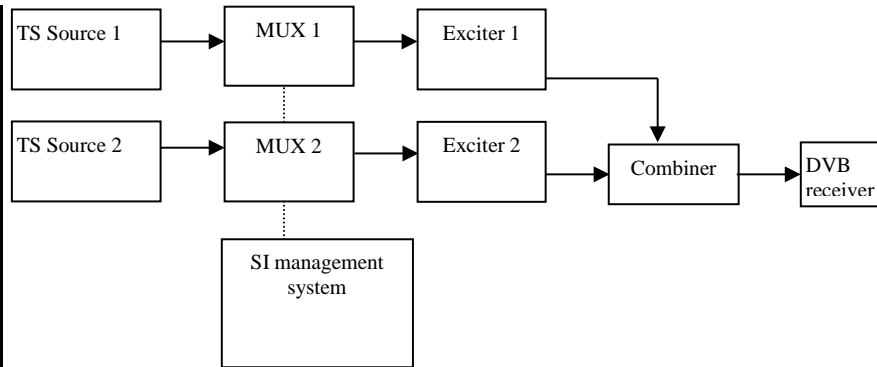 TS Source 1
MUX 1
Exciter 1
TS Source 2
MUX 2
Exciter 2
Combiner
DVB
receiver
SI management
system